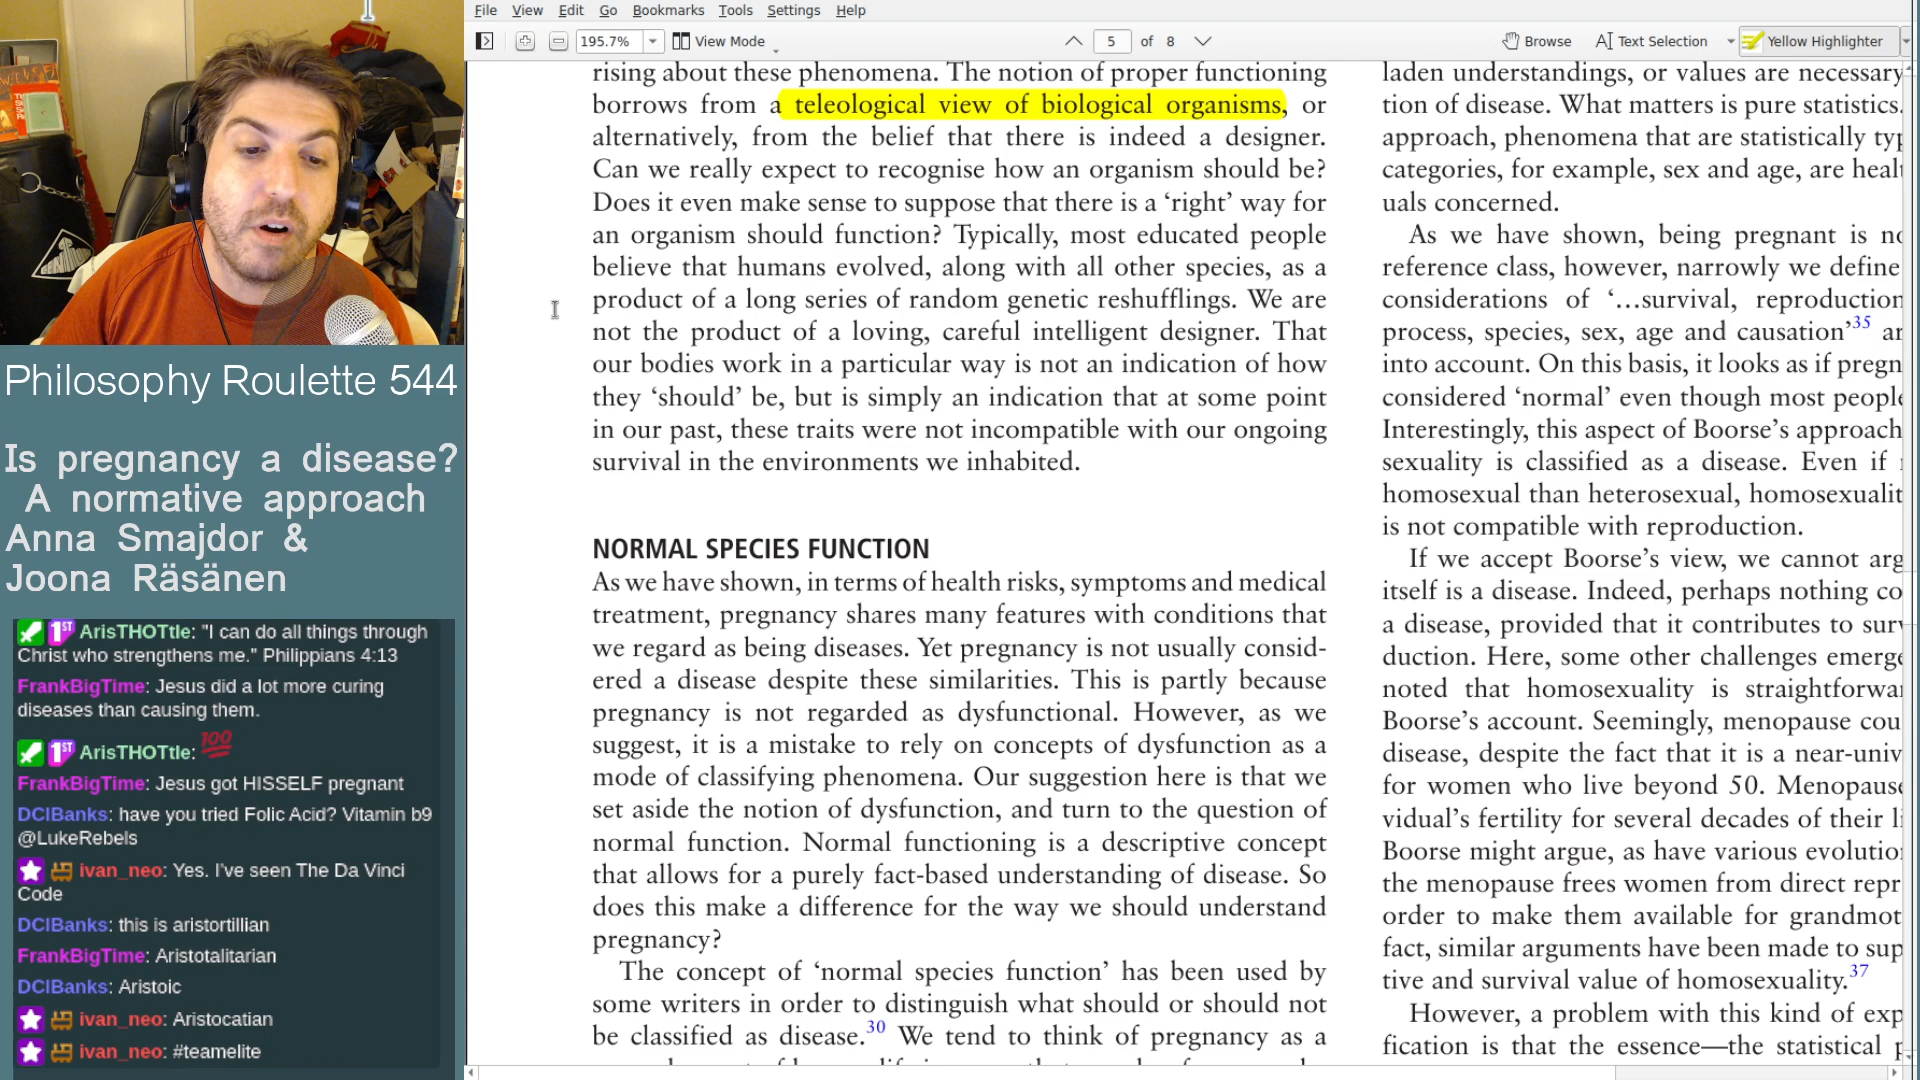 File View Edit Go Bookmarks Tools Settings Help
195.7% View Mode 5 of 8 Browse Text Selection Yellow Highlighter
rising about these phenomena. The notion of proper functioning
borrows from a teleological view of biological organisms, or
alternatively, from the belief that there is indeed a designer.
Can we really expect to recognise how an organism should be?
Does it even make sense to suppose that there is a ‘right’ way for
an organism should function? Typically, most educated people
believe that humans evolved, along with all other species, as a
product of a long series of random genetic reshufflings. We are
not the product of a loving, careful intelligent designer. That
our bodies work in a particular way is not an indication of how
they ‘should’ be, but is simply an indication that at some point
in our past, these traits were not incompatible with our ongoing
survival in the environments we inhabited.
NORMAL SPECIES FUNCTION
As we have shown, in terms of health risks, symptoms and medical
treatment, pregnancy shares many features with conditions that
we regard as being diseases. Yet pregnancy is not usually consid-
ered a disease despite these similarities. This is partly because
pregnancy is not regarded as dysfunctional. However, as we
suggest, it is a mistake to rely on concepts of dysfunction as a
mode of classifying phenomena. Our suggestion here is that we
set aside the notion of dysfunction, and turn to the question of
normal function. Normal functioning is a descriptive concept
that allows for a purely fact-based understanding of disease. So
does this make a difference for the way we should understand
pregnancy?
The concept of ‘normal species function’ has been used by
some writers in order to distinguish what should or should not
be classified as disease.30 We tend to think of pregnancy as a
laden understandings, or values are necessary
tion of disease. What matters is pure statistics.
approach, phenomena that are statistically typ
categories, for example, sex and age, are healt
uals concerned.
As we have shown, being pregnant is no
reference class, however, narrowly we define
considerations of ‘…survival, reproduction
process, species, sex, age and causation’35 ar
into account. On this basis, it looks as if pregn
considered ‘normal’ even though most people
Interestingly, this aspect of Boorse’s approach
sexuality is classified as a disease. Even if
homosexual than heterosexual, homosexualit
is not compatible with reproduction.
If we accept Boorse’s view, we cannot arg
itself is a disease. Indeed, perhaps nothing co
a disease, provided that it contributes to surv
duction. Here, some other challenges emerge
noted that homosexuality is straightforwar
Boorse’s account. Seemingly, menopause cou
disease, despite the fact that it is a near-univ
for women who live beyond 50. Menopause
vidual’s fertility for several decades of their li
Boorse might argue, as have various evolution
the menopause frees women from direct repr
order to make them available for grandmot
fact, similar arguments have been made to sup
tive and survival value of homosexuality.37
However, a problem with this kind of exp
fication is that the essence—the statistical p
Philosophy Roulette 544
Is pregnancy a disease?
A normative approach
Anna Smajdor &
Joona Räsänen
1ST ArisTHOTtle: "I can do all things through
Christ who strengthens me." Philippians 4:13
FrankBigTime: Jesus did a lot more curing
diseases than causing them.
1ST ArisTHOTtle: 100
FrankBigTime: Jesus got HISSELF pregnant
DCIBanks: have you tried Folic Acid? Vitamin b9
@LukeRebels
ivan_neo: Yes. I've seen The Da Vinci
Code
DCIBanks: this is aristortillian
FrankBigTime: Aristotalitarian
DCIBanks: Aristoic
ivan_neo: Aristocatian
ivan_neo: #teamelite